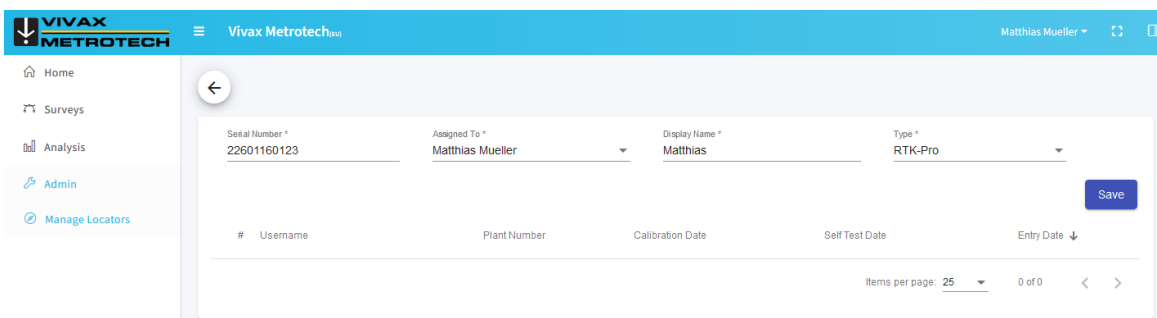 VIVAX
METROTECH
Vivax Metrotech(EU)
Matthias Mueller
Home
Surveys
Analysis
Admin
Manage Locators
Serial Number *
22601160123
Assigned To *
Matthias Mueller
Display Name *
Matthias
Type *
RTK-Pro
Save
# Username Plant Number Calibration Date Self Test Date Entry Date
Items per page: 25 0 of 0